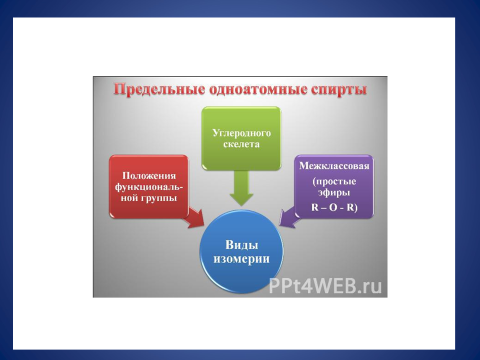 Предельные одноатомные спирты
Углеродного
скелета
Положения
функциональ-
ной группы
Межклассовая
(простые
эфиры
R – O - R)
Виды
изомерии
PPt4WEB.ru